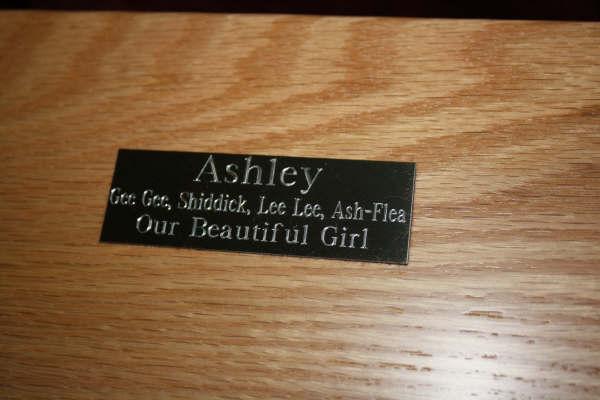 Ashley
Gee Gee, Shiddick, Lee Lee, Ash-Flea
Our Beautiful Girl